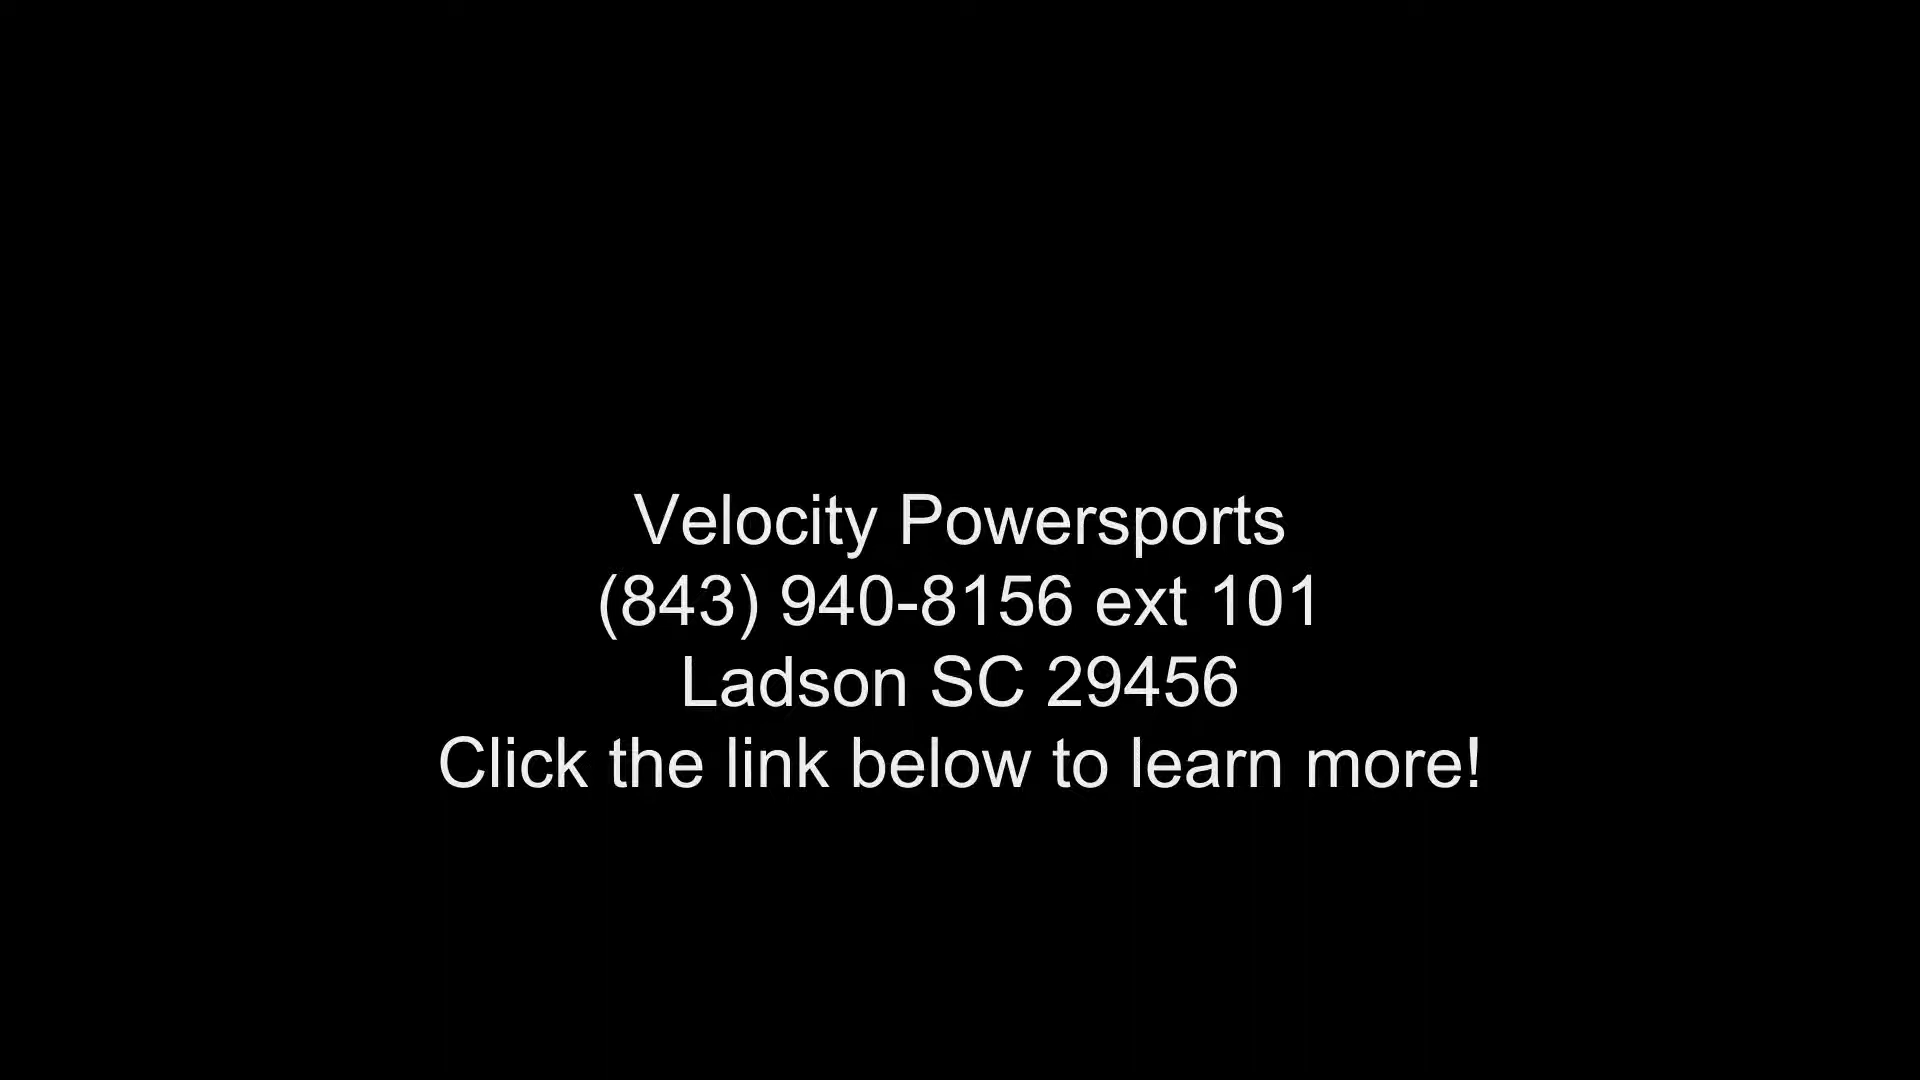 Velocity Powersports
(843) 940-8156 ext 101
Ladson SC 29456
Click the link below to learn more!